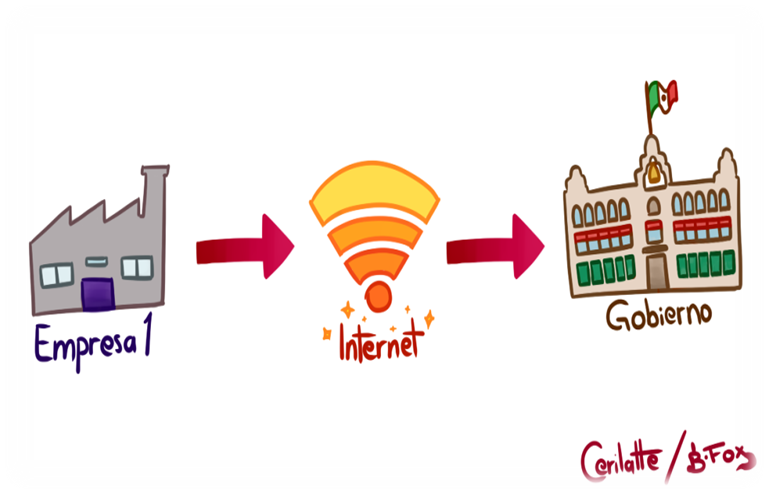 Empresa 1
Internet
Gobierno
Cerilatte / B.Fox